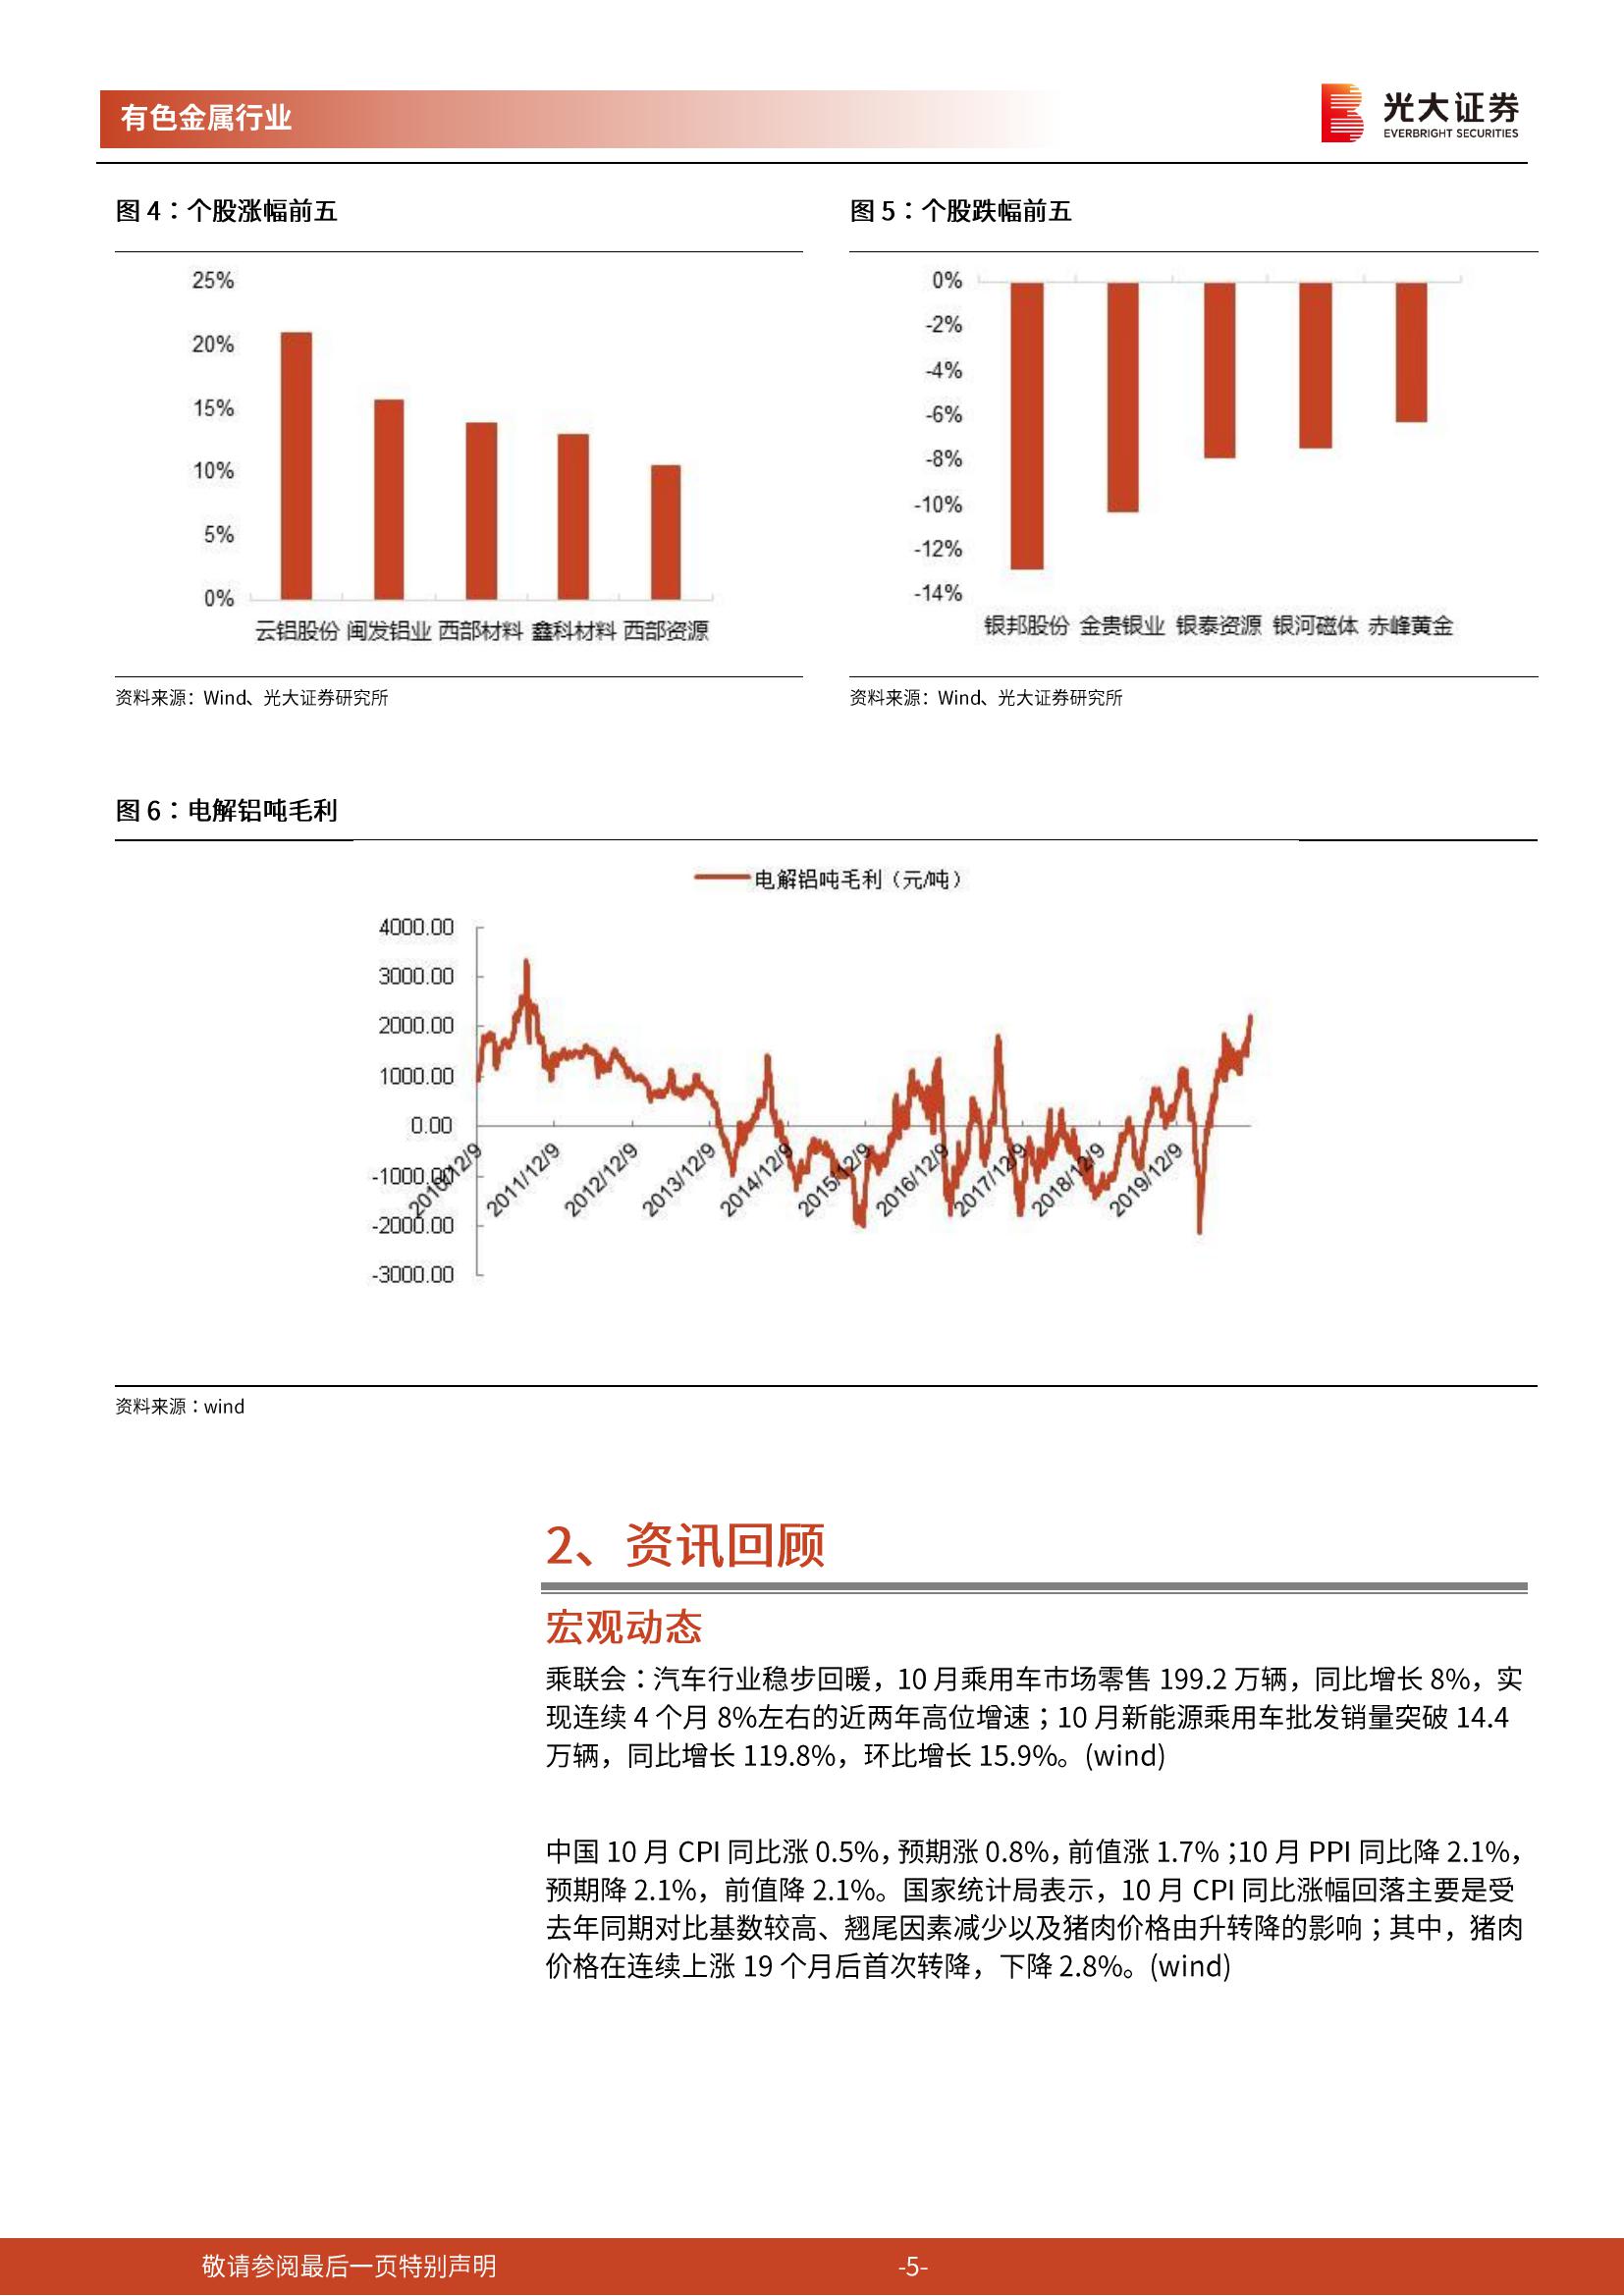 有色金属行业
光大证券
EVERBRIGHT SECURITIES
图 4：个股涨幅前五
25%
20%
15%
10%
5%
0%
云铝股份 闽发铝业 西部材料 鑫科材料 西部资源
资料来源：Wind、光大证券研究所
图 5：个股跌幅前五
0%
-2%
-4%
-6%
-8%
-10%
-12%
-14%
银邦股份 金贵银业 银泰资源 银河磁体 赤峰黄金
资料来源：Wind、光大证券研究所
图 6：电解铝吨毛利
电解铝吨毛利（元/吨）
4000.00
3000.00
2000.00
1000.00
0.00
-1000.00
-2000.00
-3000.00
2010/12/9
2011/12/9
2012/12/9
2013/12/9
2014/12/9
2015/12/9
2016/12/9
2017/12/9
2018/12/9
2019/12/9
资料来源：wind
2、资讯回顾
宏观动态
乘联会：汽车行业稳步回暖，10 月乘用车市场零售 199.2 万辆，同比增长 8%，实
现连续 4 个月 8%左右的近两年高位增速；10 月新能源乘用车批发销量突破 14.4
万辆，同比增长 119.8%，环比增长 15.9%。(wind)
中国 10 月 CPI 同比涨 0.5%，预期涨 0.8%，前值涨 1.7%；10 月 PPI 同比降 2.1%，
预期降 2.1%，前值降 2.1%。国家统计局表示，10 月 CPI 同比涨幅回落主要是受
去年同期对比基数较高、翘尾因素减少以及猪肉价格由升转降的影响；其中，猪肉
价格在连续上涨 19 个月后首次转降，下降 2.8%。(wind)
敬请参阅最后一页特别声明
-5-